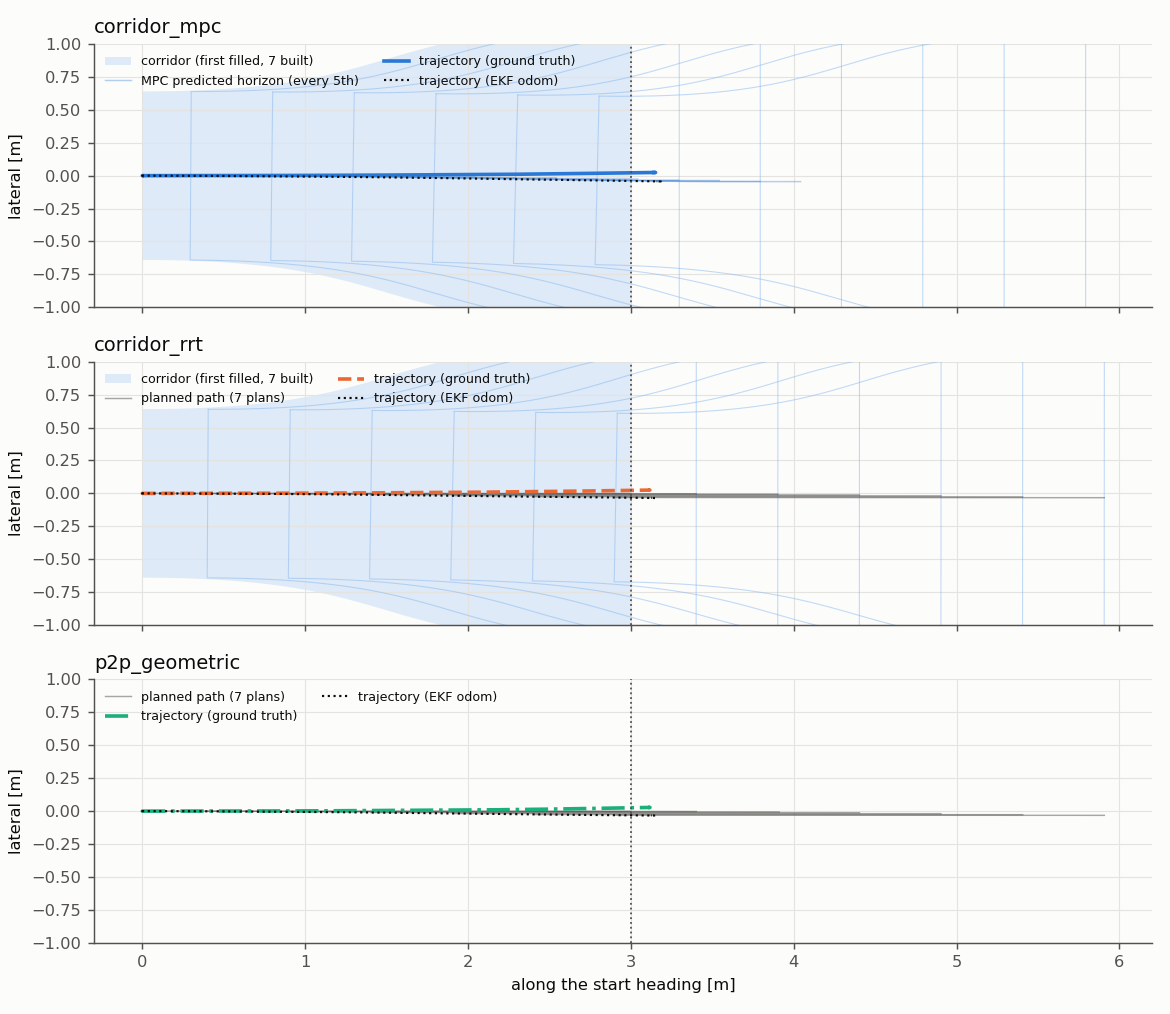 corridor_mpc
1.00
0.75
0.50
0.25
0.00
−0.25
−0.50
−0.75
−1.00
lateral [m]
corridor (first filled, 7 built)
MPC predicted horizon (every 5th)
trajectory (ground truth)
trajectory (EKF odom)
corridor_rrt
1.00
0.75
0.50
0.25
0.00
−0.25
−0.50
−0.75
−1.00
lateral [m]
corridor (first filled, 7 built)
planned path (7 plans)
trajectory (ground truth)
trajectory (EKF odom)
p2p_geometric
1.00
0.75
0.50
0.25
0.00
−0.25
−0.50
−0.75
−1.00
lateral [m]
planned path (7 plans)
trajectory (ground truth)
trajectory (EKF odom)
0 1 2 3 4 5 6
along the start heading [m]